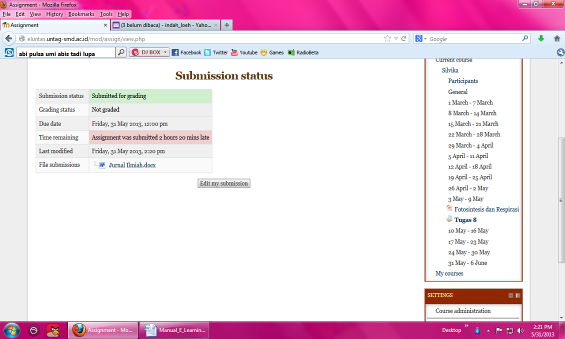 Assignment - Mozilla Firefox
File Edit View History Bookmarks Tools Help
Assignment
(3 belum dibaca) - indah_loeh - Yaho...
eluntas.untag-smd.ac.id/mod/assign/view.php
Google
abi pulsa umi abis tadi lupa
DJ BOX
Facebook
Twitter
Youtube
Games
RadioBeta
Submission status
Submission status Submitted for grading
Grading status Not graded
Due date Friday, 31 May 2013, 12:00 pm
Time remaining Assignment was submitted 2 hours 20 mins late
Last modified Friday, 31 May 2013, 2:20 pm
File submissions Jurnal Ilmiah.docx
Edit my submission
Current course
Silvika
Participants
General
1 March - 7 March
8 March - 14 March
15 March - 21 March
22 March - 28 March
29 March - 4 April
5 April - 11 April
12 April - 18 April
19 April - 25 April
26 April - 2 May
3 May - 9 May
Fotosintesis dan Respirasi
Tugas 8
10 May - 16 May
17 May - 23 May
24 May - 30 May
31 May - 6 June
My courses
SETTINGS
Course administration
Assignment - Mozil...
Manual_E_Learnin...
Desktop
2:21 PM
5/31/2013